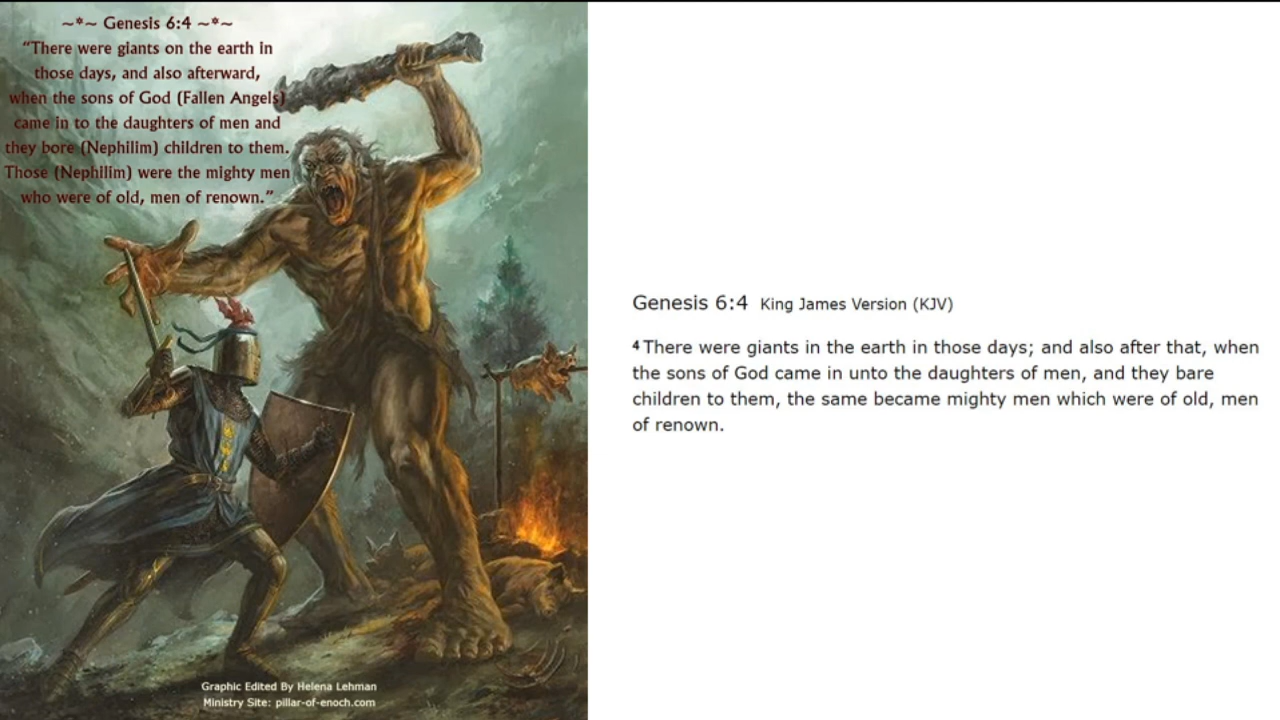 ~*~ Genesis 6:4 ~*~
“There were giants on the earth in
those days, and also afterward,
when the sons of God (Fallen Angels)
came in to the daughters of men and
they bore (Nephilim) children to them.
Those (Nephilim) were the mighty men
who were of old, men of renown.”
Graphic Edited By Helena Lehman
Ministry Site: pillar-of-enoch.com
Genesis 6:4 King James Version (KJV)
4 There were giants in the earth in those days; and also after that, when
the sons of God came in unto the daughters of men, and they bare
children to them, the same became mighty men which were of old, men
of renown.